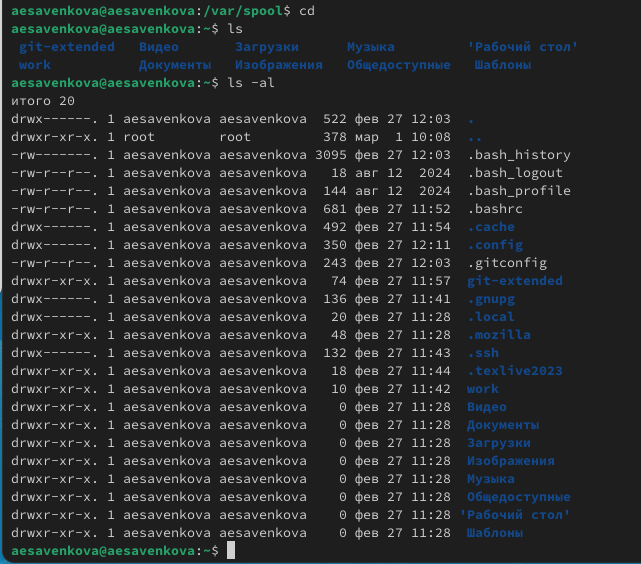 aesavenkova@aesavenkova:/var/spool$ cd
aesavenkova@aesavenkova:~$ ls
git-extended Видео Загрузки Музыка 'Рабочий стол'
work Документы Изображения Общедоступные Шаблоны
aesavenkova@aesavenkova:~$ ls -al
итого 20
drwx------. 1 aesavenkova aesavenkova 522 фев 27 12:03 .
drwxr-xr-x. 1 root root 378 мар 1 10:08 ..
-rw-------. 1 aesavenkova aesavenkova 3095 фев 27 12:03 .bash_history
-rw-r--r--. 1 aesavenkova aesavenkova 18 авг 12 2024 .bash_logout
-rw-r--r--. 1 aesavenkova aesavenkova 144 авг 12 2024 .bash_profile
-rw-r--r--. 1 aesavenkova aesavenkova 681 фев 27 11:52 .bashrc
drwx------. 1 aesavenkova aesavenkova 492 фев 27 11:54 .cache
drwx------. 1 aesavenkova aesavenkova 350 фев 27 12:11 .config
-rw-r--r--. 1 aesavenkova aesavenkova 243 фев 27 12:03 .gitconfig
drwxr-xr-x. 1 aesavenkova aesavenkova 74 фев 27 11:57 git-extended
drwx------. 1 aesavenkova aesavenkova 136 фев 27 11:41 .gnupg
drwx------. 1 aesavenkova aesavenkova 20 фев 27 11:28 .local
drwxr-xr-x. 1 aesavenkova aesavenkova 48 фев 27 11:28 .mozilla
drwx------. 1 aesavenkova aesavenkova 132 фев 27 11:43 .ssh
drwxr-xr-x. 1 aesavenkova aesavenkova 18 фев 27 11:44 .texlive2023
drwxr-xr-x. 1 aesavenkova aesavenkova 10 фев 27 11:42 work
drwxr-xr-x. 1 aesavenkova aesavenkova 0 фев 27 11:28 Видео
drwxr-xr-x. 1 aesavenkova aesavenkova 0 фев 27 11:28 Документы
drwxr-xr-x. 1 aesavenkova aesavenkova 0 фев 27 11:28 Загрузки
drwxr-xr-x. 1 aesavenkova aesavenkova 0 фев 27 11:28 Изображения
drwxr-xr-x. 1 aesavenkova aesavenkova 0 фев 27 11:28 Музыка
drwxr-xr-x. 1 aesavenkova aesavenkova 0 фев 27 11:28 Общедоступные
drwxr-xr-x. 1 aesavenkova aesavenkova 0 фев 27 11:28 'Рабочий стол'
drwxr-xr-x. 1 aesavenkova aesavenkova 0 фев 27 11:28 Шаблоны
aesavenkova@aesavenkova:~$